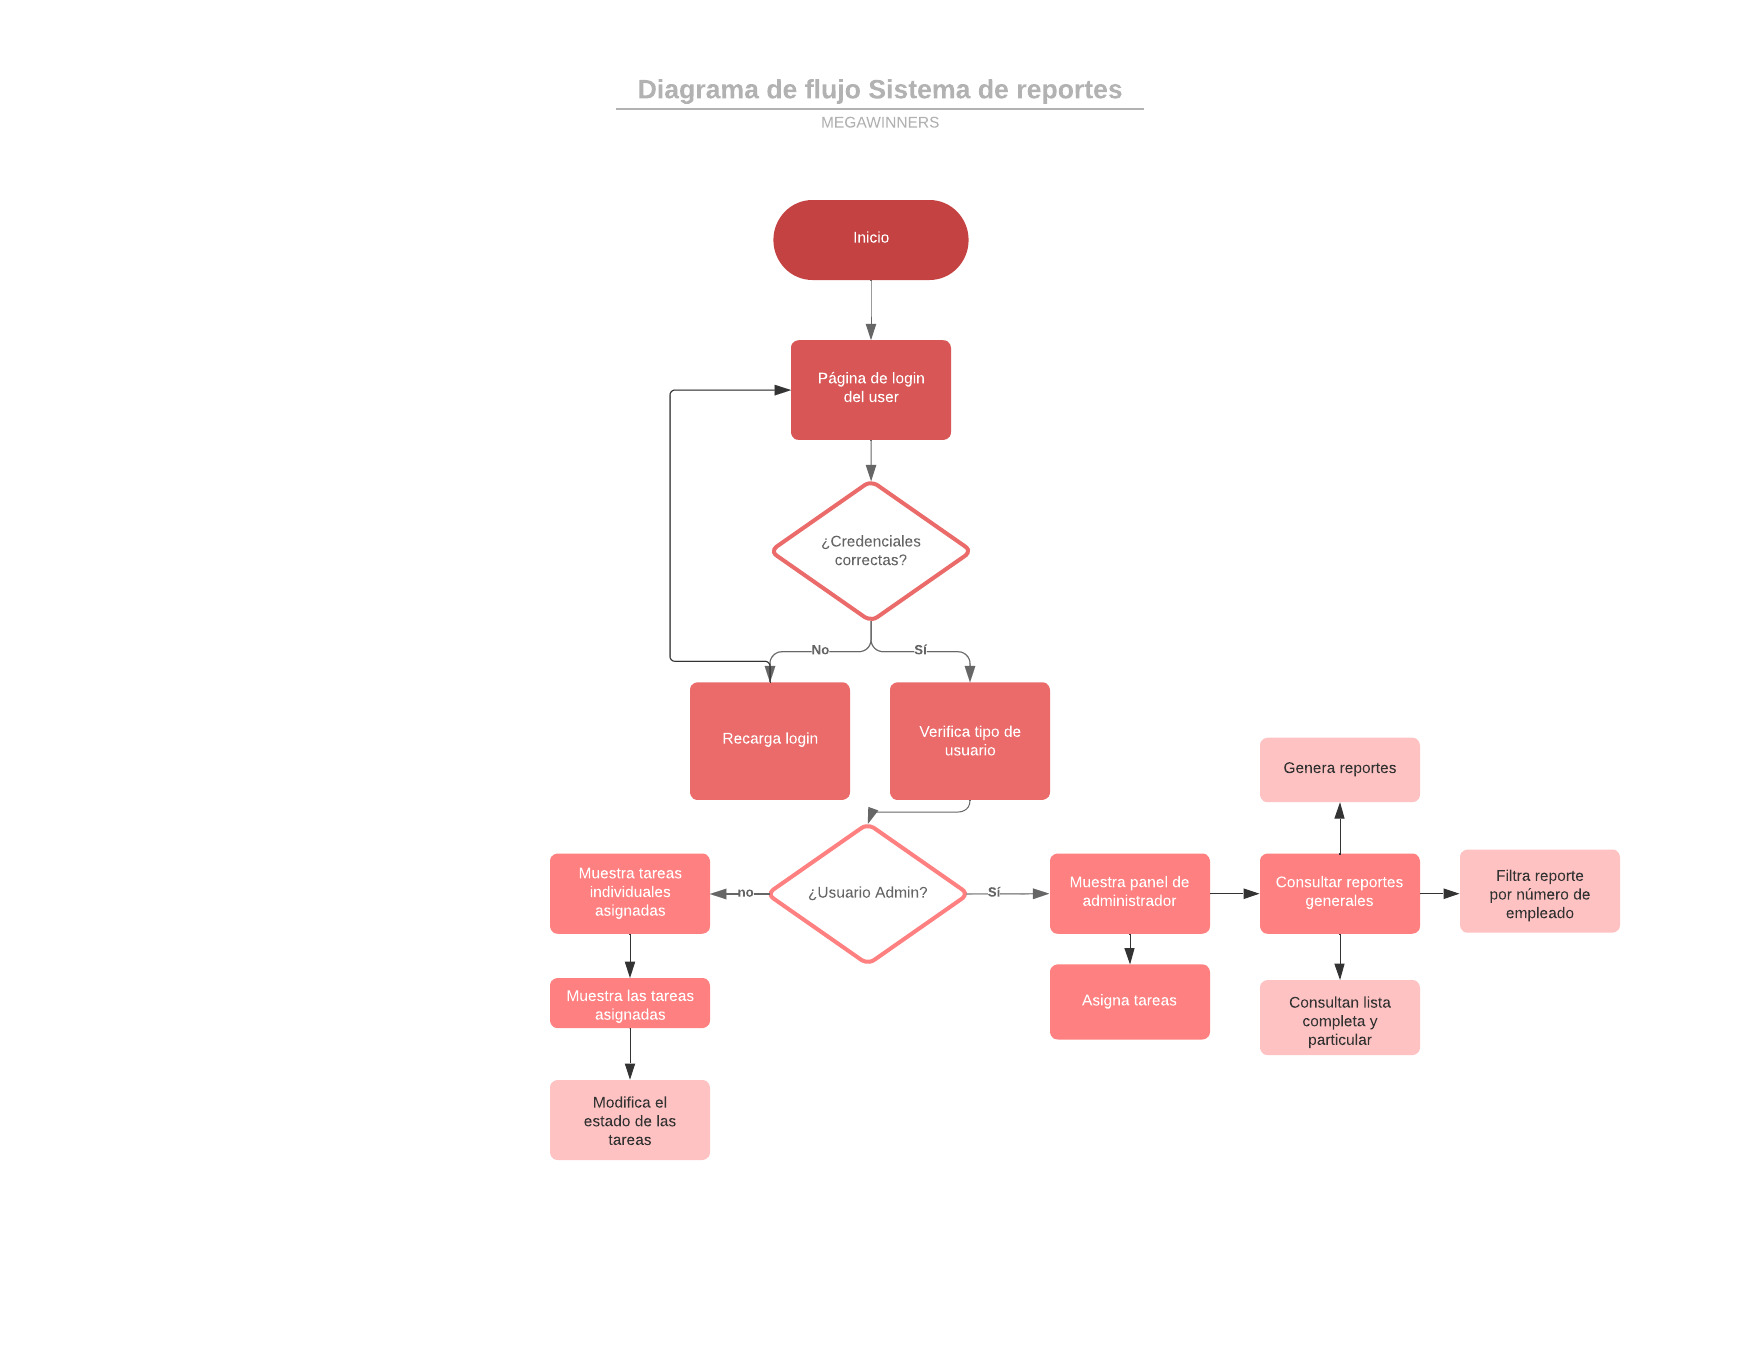 Diagrama de flujo Sistema de reportes
MEGAWINNERS
Inicio
Página de login
del user
¿Credenciales
correctas?
No
Sí
Recarga login
Verifica tipo de
usuario
Genera reportes
Muestra tareas
individuales
asignadas
no
¿Usuario Admin?
Sí
Muestra panel de
administrador
Consultar reportes
generales
Filtra reporte
por número de
empleado
Muestra las tareas
asignadas
Asigna tareas
Consultan lista
completa y
particular
Modifica el
estado de las
tareas